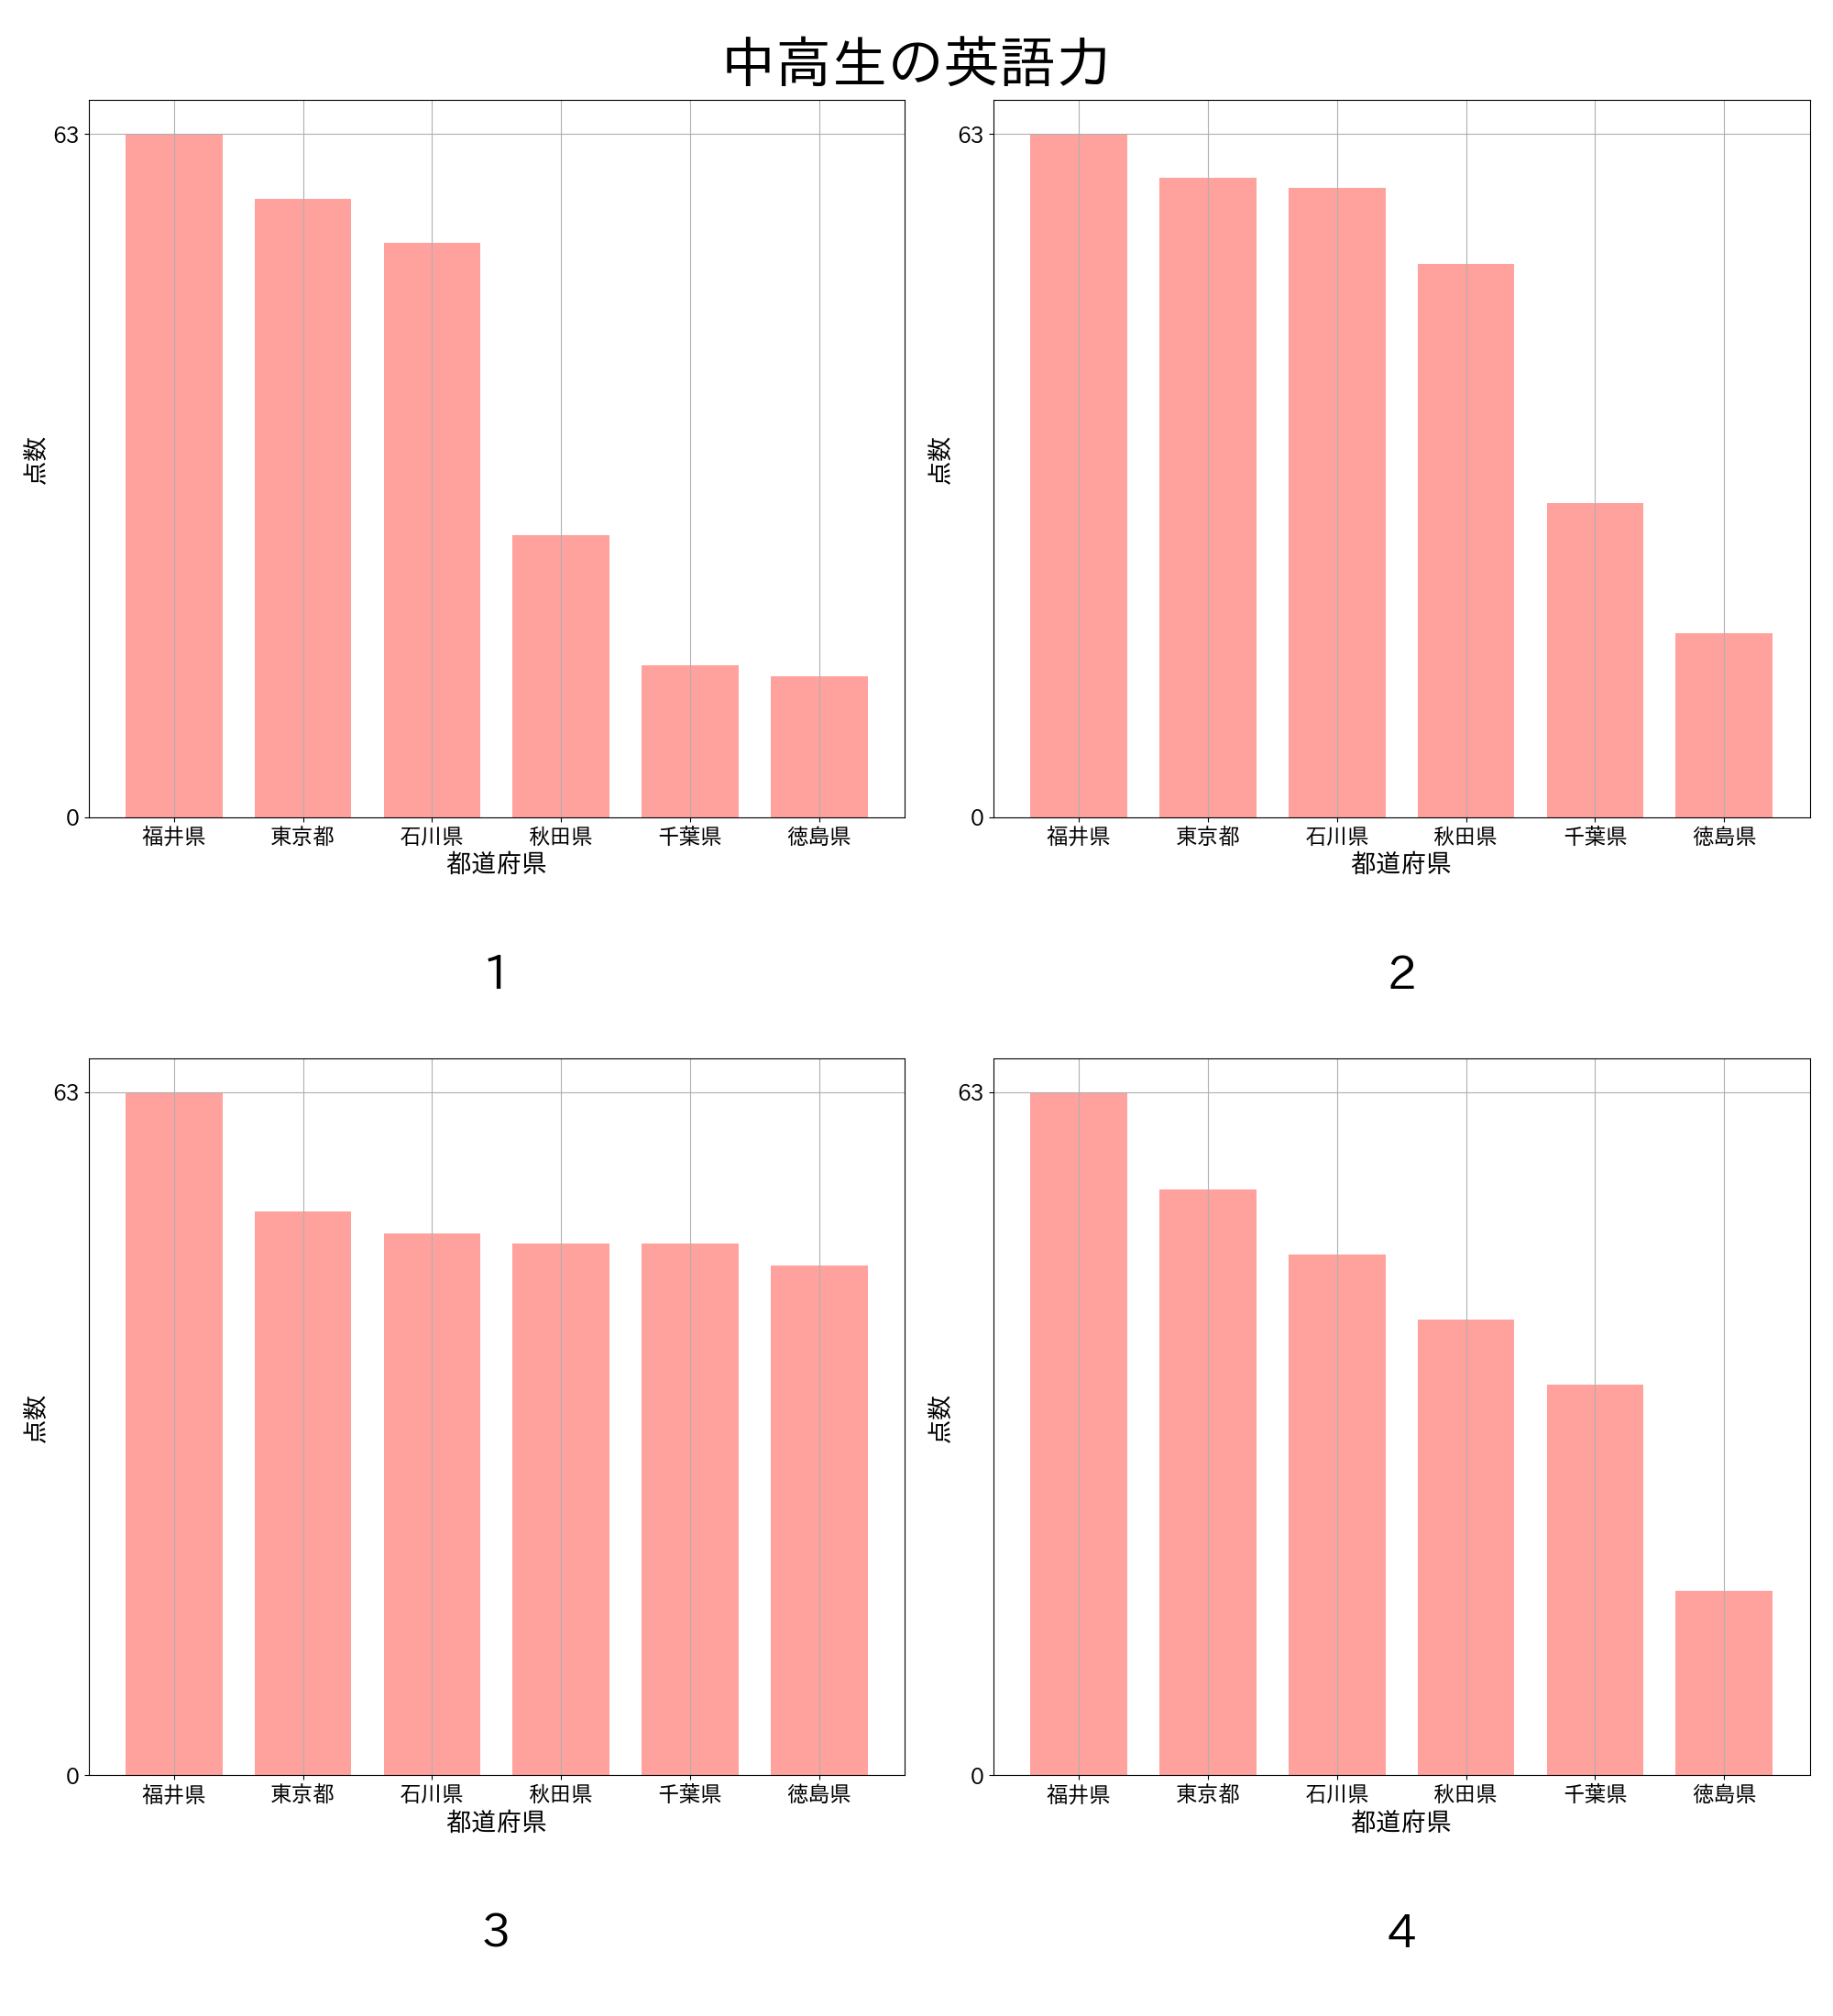 中高生の英語力
63
点数
0
福井県 東京都 石川県 秋田県 千葉県 徳島県
都道府県
1
63
点数
0
福井県 東京都 石川県 秋田県 千葉県 徳島県
都道府県
2
63
点数
0
福井県 東京都 石川県 秋田県 千葉県 徳島県
都道府県
3
63
点数
0
福井県 東京都 石川県 秋田県 千葉県 徳島県
都道府県
4